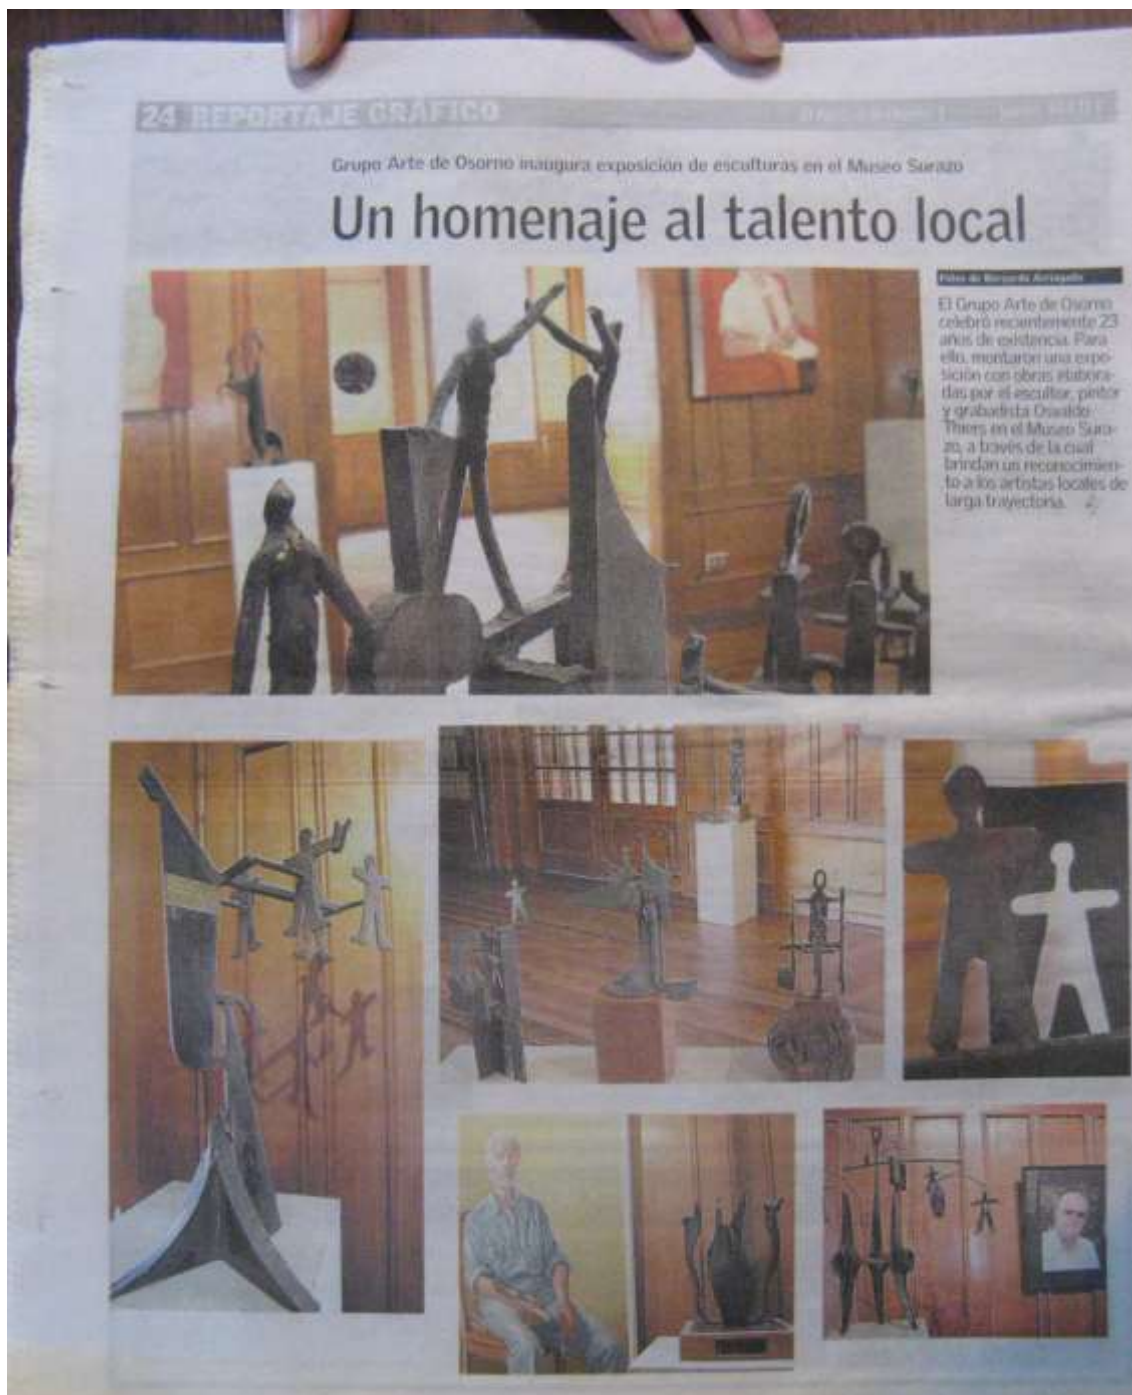 24 REPORTAJE GRÁFICO
Grupo Arte de Osorno inaugura exposición de esculturas en el Museo Surazo
Un homenaje al talento local
Fotos de Bernardo
El Grupo Arte de Osorno
celebró recientemente 23
años de existencia. Para
ello, montaron una expo-
sición con obras elabora-
das por el escultor, pintor
y grabadista Osvaldo
Thiers en el Museo Sura-
zo, a través de la cual
brindan un reconocimien-
to a los artistas locales de
larga trayectoria.